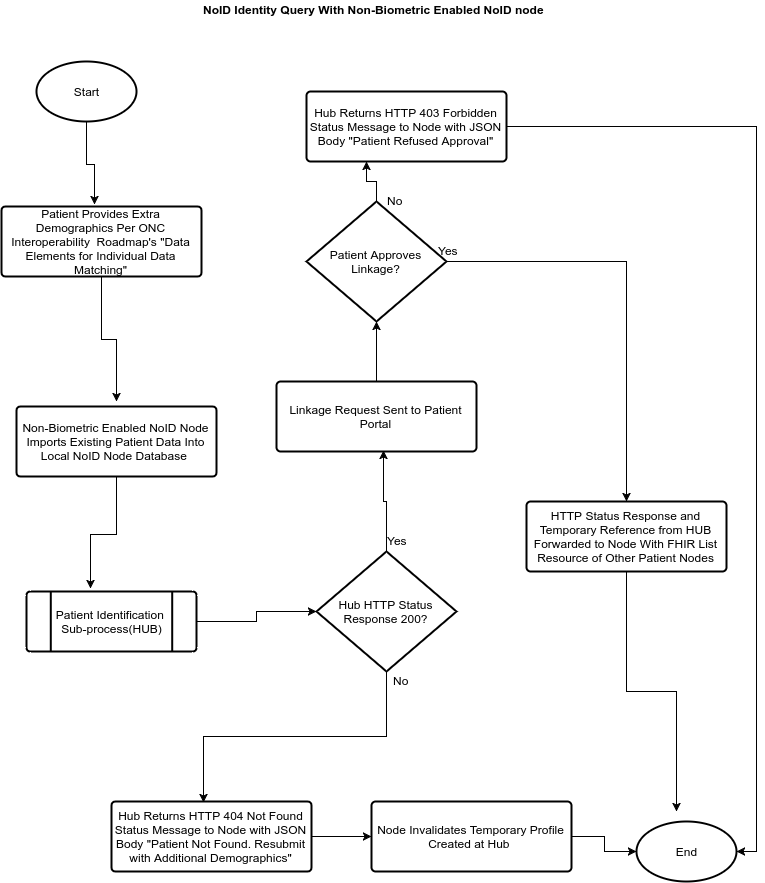 NoID Identity Query With Non-Biometric Enabled NoID node
Start
Patient Provides Extra
Demographics Per ONC
Interoperability Roadmap's "Data
Elements for Individual Data
Matching"
Non-Biometric Enabled NoID Node
Imports Existing Patient Data Into
Local NoID Node Database
Patient Identification
Sub-process(HUB)
Hub HTTP Status
Response 200?
Yes
No
Linkage Request Sent to Patient
Portal
Patient Approves
Linkage?
No
Yes
Hub Returns HTTP 403 Forbidden
Status Message to Node with JSON
Body "Patient Refused Approval"
HTTP Status Response and
Temporary Reference from HUB
Forwarded to Node With FHIR List
Resource of Other Patient Nodes
Hub Returns HTTP 404 Not Found
Status Message to Node with JSON
Body "Patient Not Found. Resubmit
with Additional Demographics"
Node Invalidates Temporary Profile
Created at Hub
End